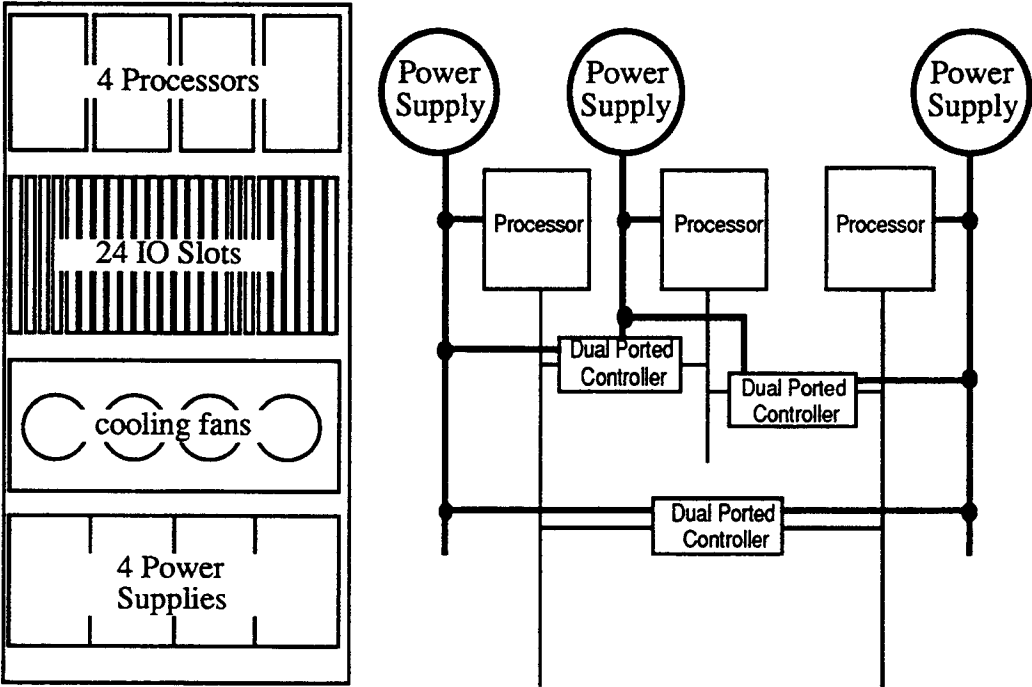 4 Processors
24 IO Slots
cooling fans
4 Power
Supplies
Power
Supply
Power
Supply
Power
Supply
Processor
Processor
Processor
Dual Ported
Controller
Dual Ported
Controller
Dual Ported
Controller